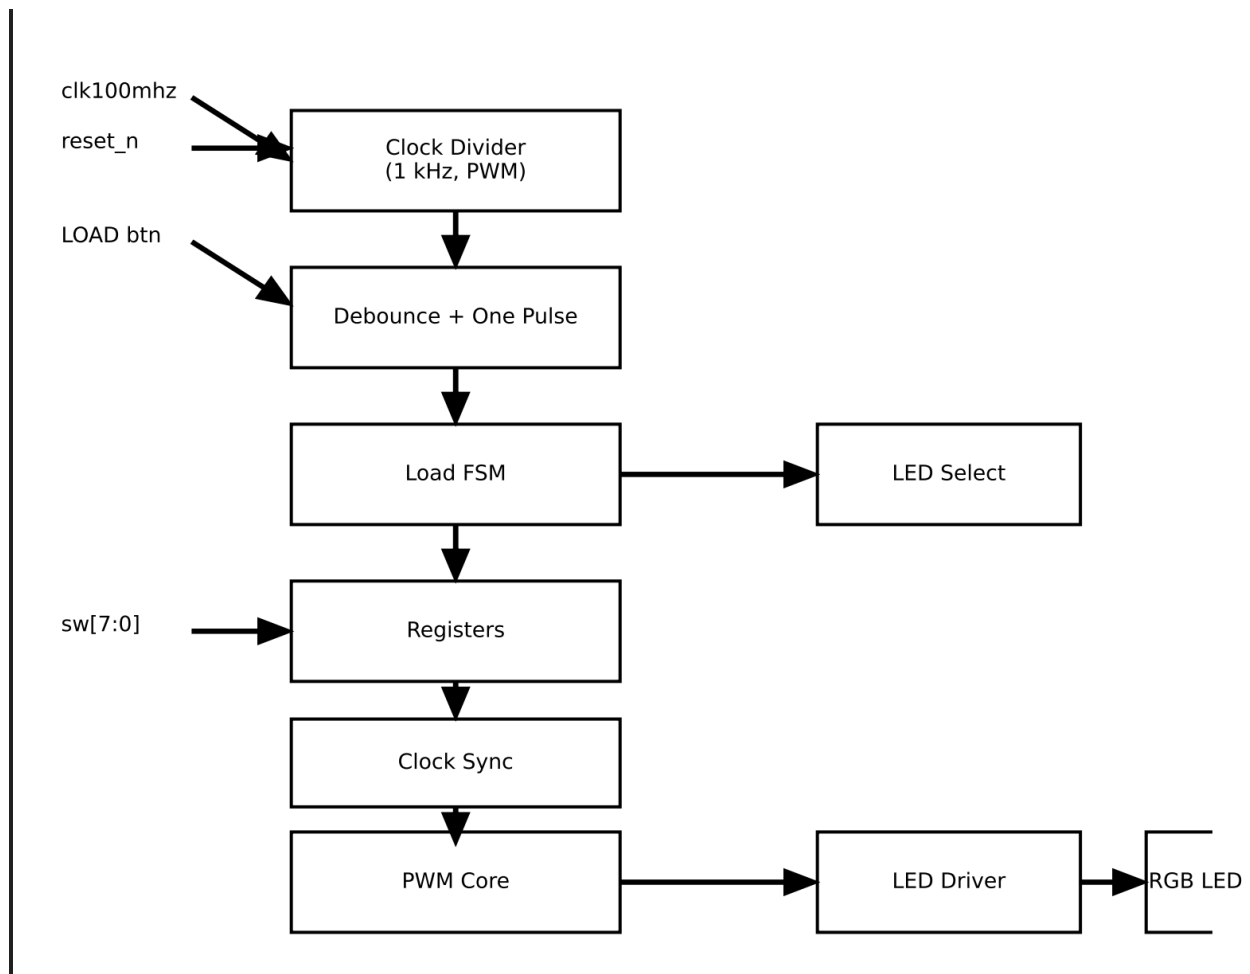 clk100mhz
reset_n
Clock Divider
(1 kHz, PWM)
LOAD btn
Debounce + One Pulse
Load FSM
LED Select
sw[7:0]
Registers
Clock Sync
PWM Core
LED Driver
RGB LED